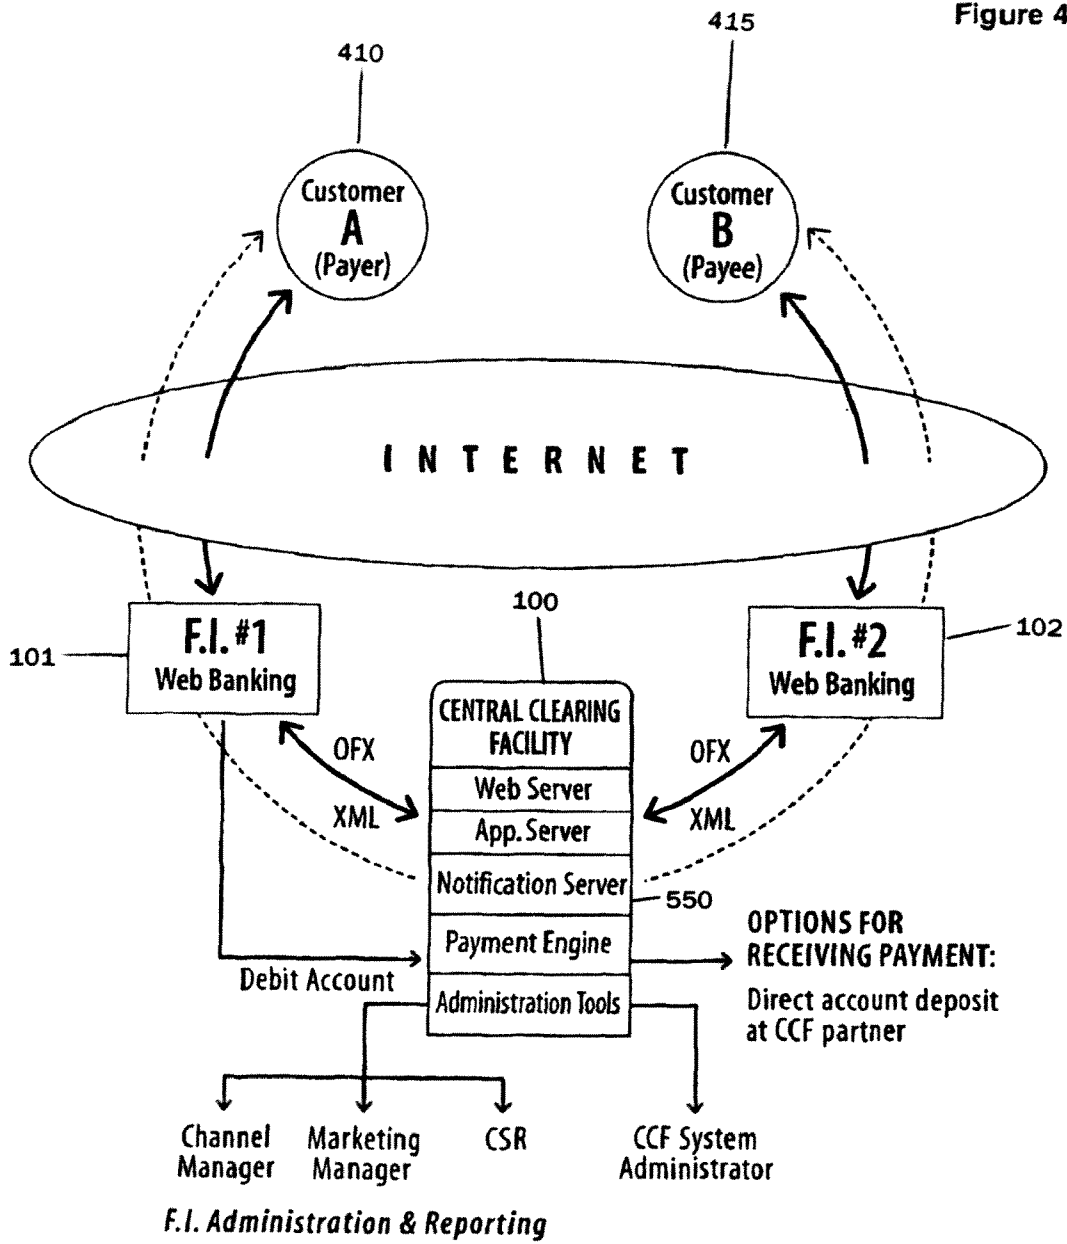 Figure 4
410
415
Customer
A
(Payer)
Customer
B
(Payee)
INTERNET
100
101
F.I. #1
Web Banking
F.I. #2
Web Banking
102
CENTRAL CLEARING
FACILITY
Web Server
App. Server
Notification Server
Payment Engine
Administration Tools
OFX
XML
OFX
XML
550
Debit Account
OPTIONS FOR
RECEIVING PAYMENT:
Direct account deposit
at CCF partner
Channel
Manager
Marketing
Manager
CSR
CCF System
Administrator
F.I. Administration & Reporting